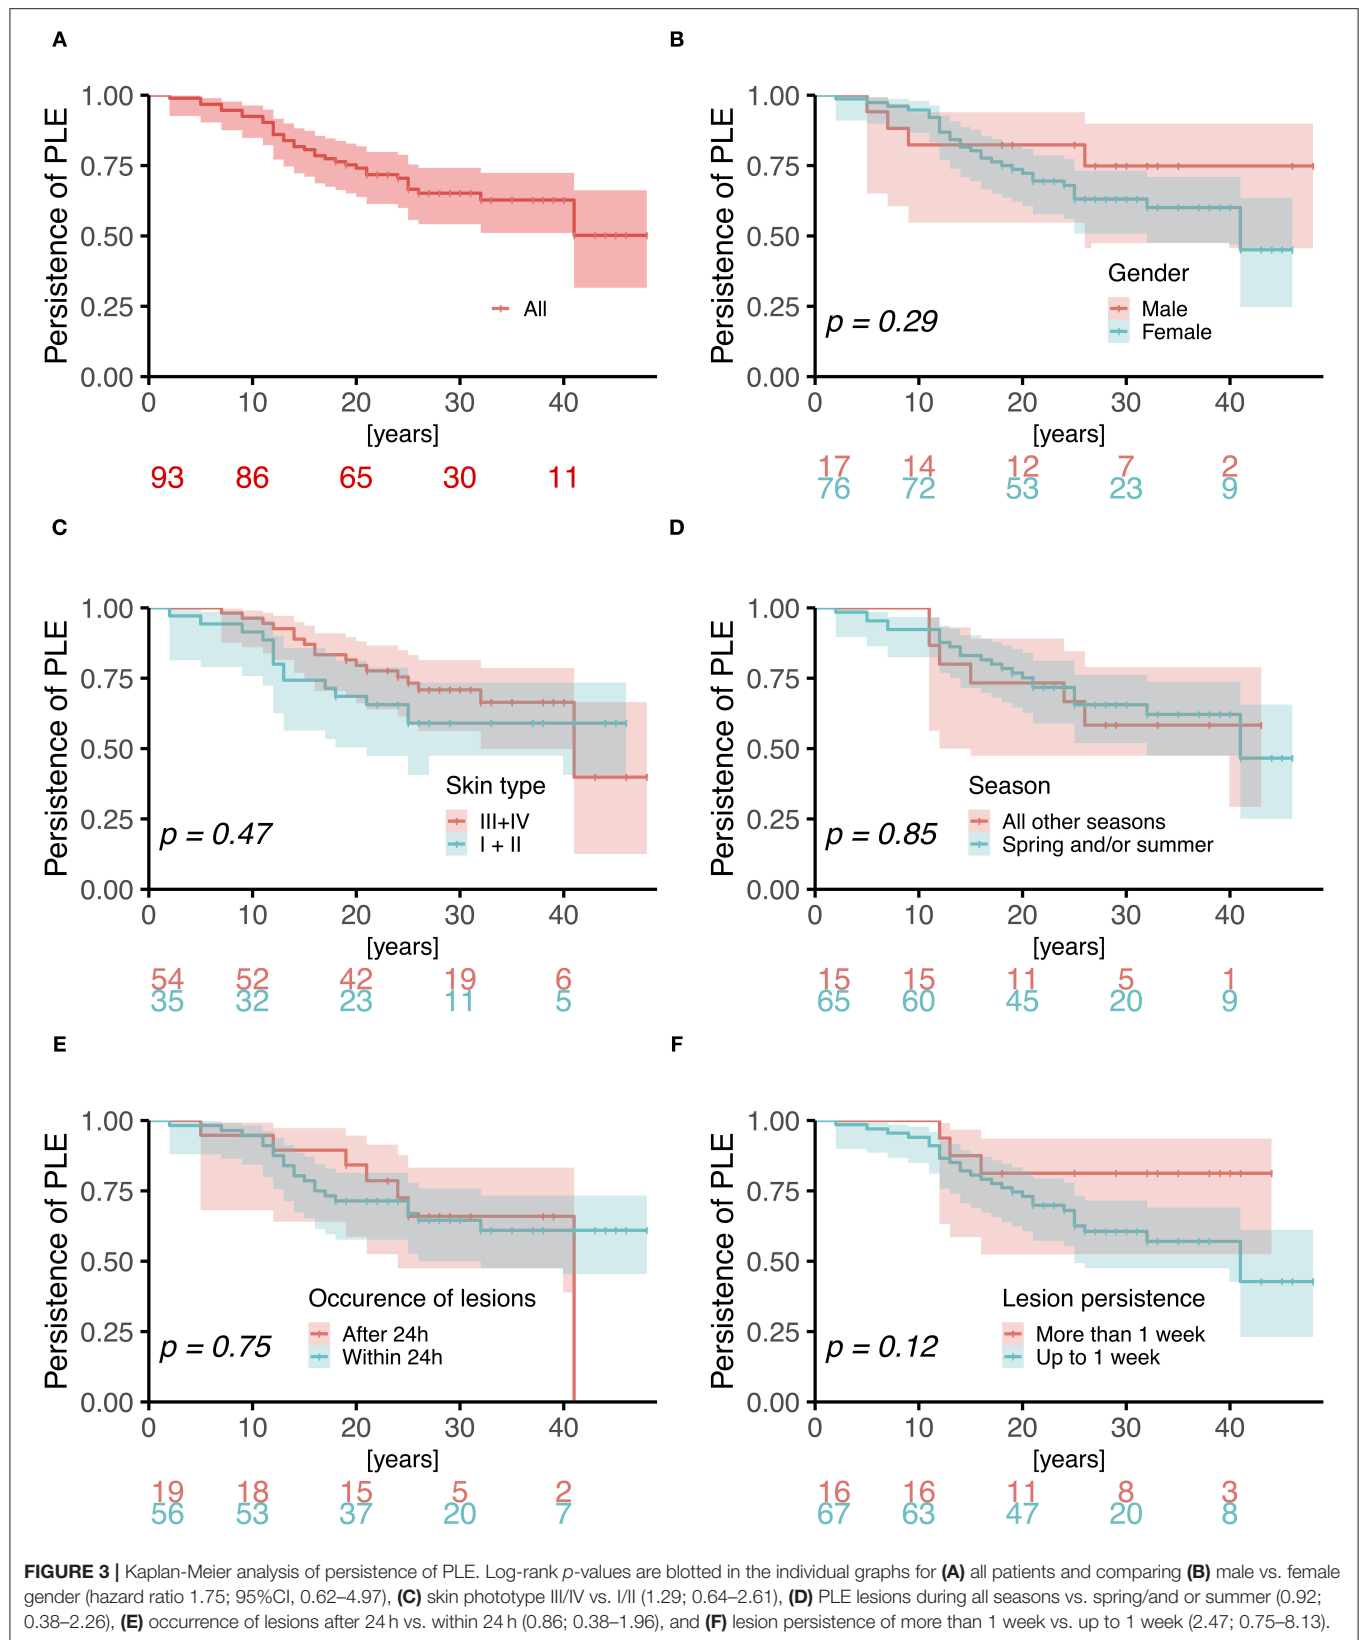 A
Persistence of PLE
1.00
0.75
0.50
0.25
0.00
All
0 10 20 30 40
[years]
93 86 65 30 11
B
Persistence of PLE
1.00
0.75
0.50
0.25
0.00
Gender
Male
Female
p = 0.29
0 10 20 30 40
[years]
17 14 12 7 2
76 72 53 23 9
C
Persistence of PLE
1.00
0.75
0.50
0.25
0.00
Skin type
III+IV
I + II
p = 0.47
0 10 20 30 40
[years]
54 52 42 19 6
35 32 23 11 5
D
Persistence of PLE
1.00
0.75
0.50
0.25
0.00
Season
All other seasons
Spring and/or summer
p = 0.85
0 10 20 30 40
[years]
15 15 11 5 1
65 60 45 20 9
E
Persistence of PLE
1.00
0.75
0.50
0.25
0.00
Occurence of lesions
After 24h
Within 24h
p = 0.75
0 10 20 30 40
[years]
19 18 15 5 2
56 53 37 20 7
F
Persistence of PLE
1.00
0.75
0.50
0.25
0.00
Lesion persistence
More than 1 week
Up to 1 week
p = 0.12
0 10 20 30 40
[years]
16 16 11 8 3
67 63 47 20 8
FIGURE 3 | Kaplan-Meier analysis of persistence of PLE. Log-rank p-values are blotted in the individual graphs for (A) all patients and comparing (B) male vs. female
gender (hazard ratio 1.75; 95%CI, 0.62–4.97), (C) skin phototype III/IV vs. I/II (1.29; 0.64–2.61), (D) PLE lesions during all seasons vs. spring/and or summer (0.92;
0.38–2.26), (E) occurrence of lesions after 24 h vs. within 24 h (0.86; 0.38–1.96), and (F) lesion persistence of more than 1 week vs. up to 1 week (2.47; 0.75–8.13).